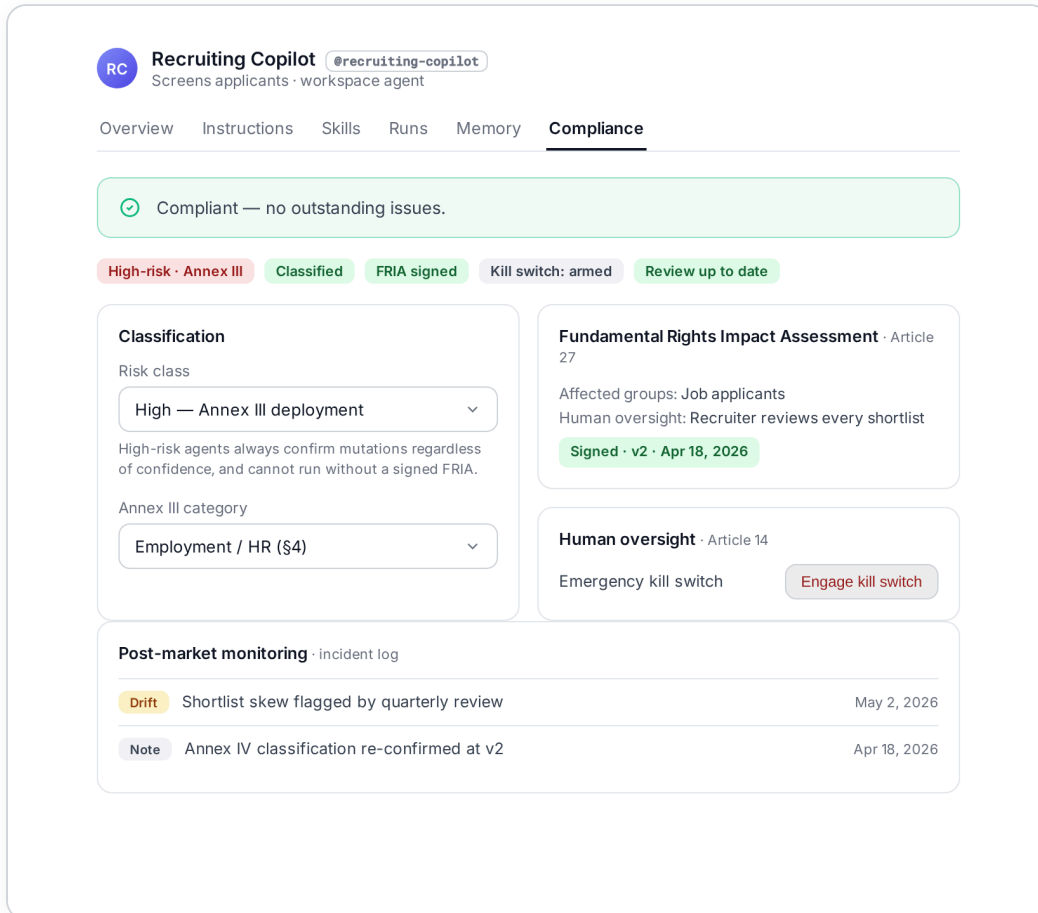 RC
Recruiting Copilot @recruiting-copilot
Screens applicants · workspace agent
Overview Instructions Skills Runs Memory Compliance
Compliant — no outstanding issues.
High-risk · Annex III Classified FRIA signed Kill switch: armed Review up to date
Classification
Risk class
High — Annex III deployment
High-risk agents always confirm mutations regardless
of confidence, and cannot run without a signed FRIA.
Annex III category
Employment / HR (§4)
Fundamental Rights Impact Assessment · Article
27
Affected groups: Job applicants
Human oversight: Recruiter reviews every shortlist
Signed · v2 · Apr 18, 2026
Human oversight · Article 14
Emergency kill switch Engage kill switch
Post-market monitoring · incident log
Drift Shortlist skew flagged by quarterly review May 2, 2026
Note Annex IV classification re-confirmed at v2 Apr 18, 2026